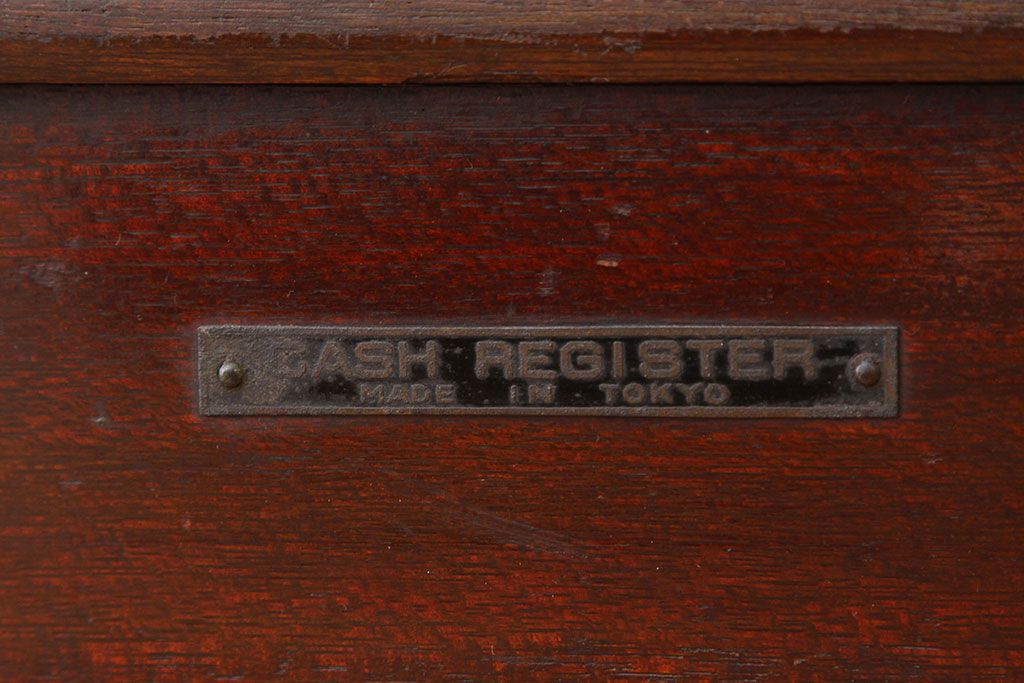 CASH REGISTER
MADE IN TOKYO